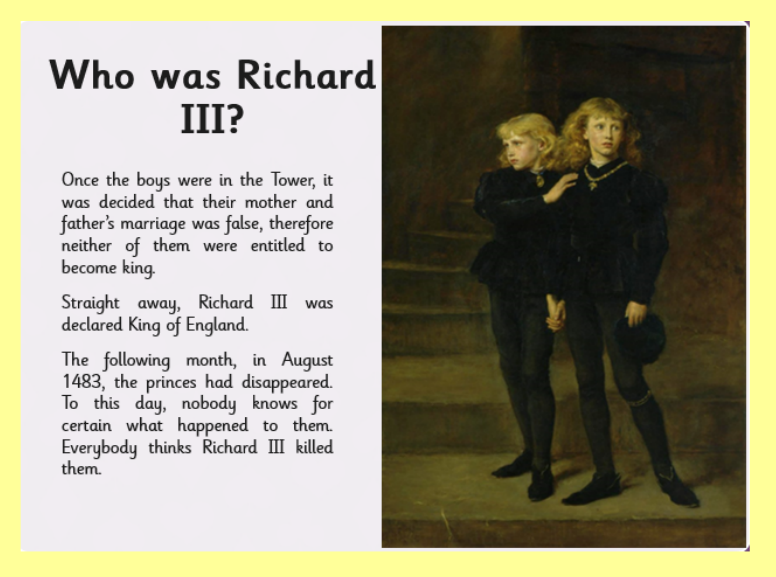 Who was Richard
III?
Once the boys were in the Tower, it
was decided that their mother and
father's marriage was false, therefore
neither of them were entitled to
become king.
Straight away, Richard III was
declared King of England.
The following month, in August
1483, the princes had disappeared.
To this day, nobody knows for
certain what happened to them.
Everybody thinks Richard III killed
them.